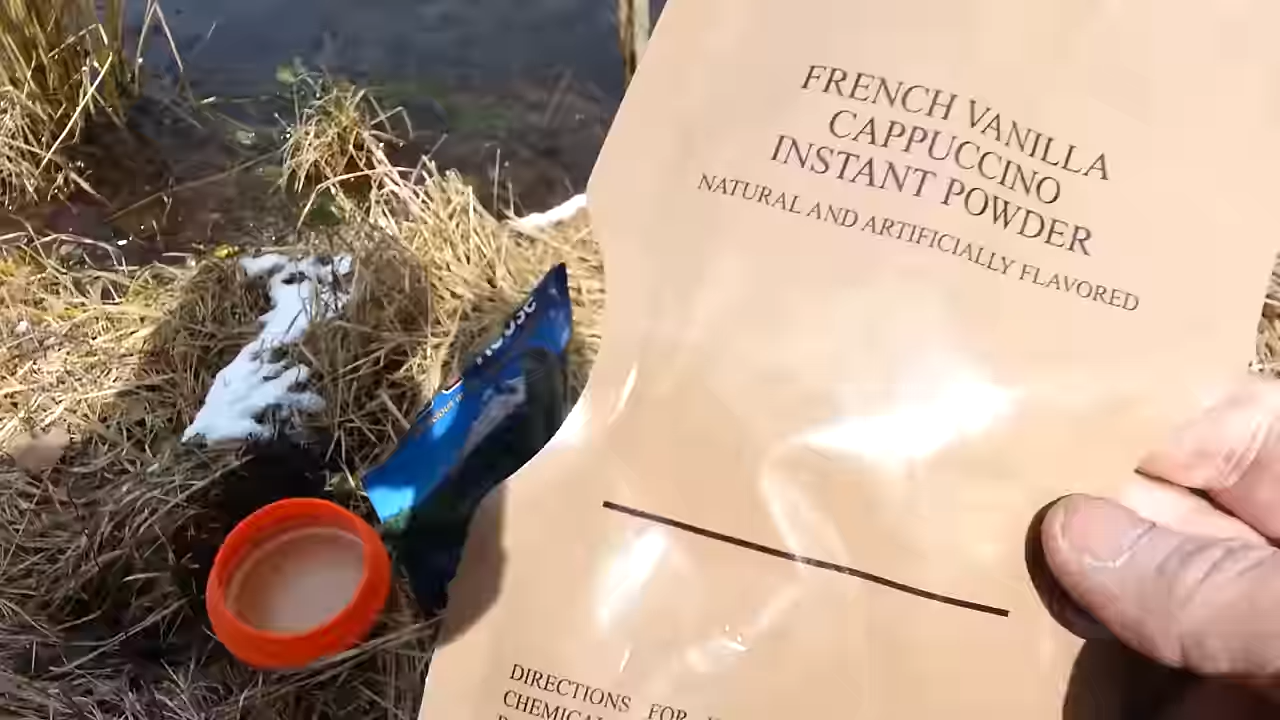 FRENCH VANILLA
CAPPUCCINO
INSTANT POWDER
NATURAL AND ARTIFICIALLY FLAVORED
DIRECTIONS FOR